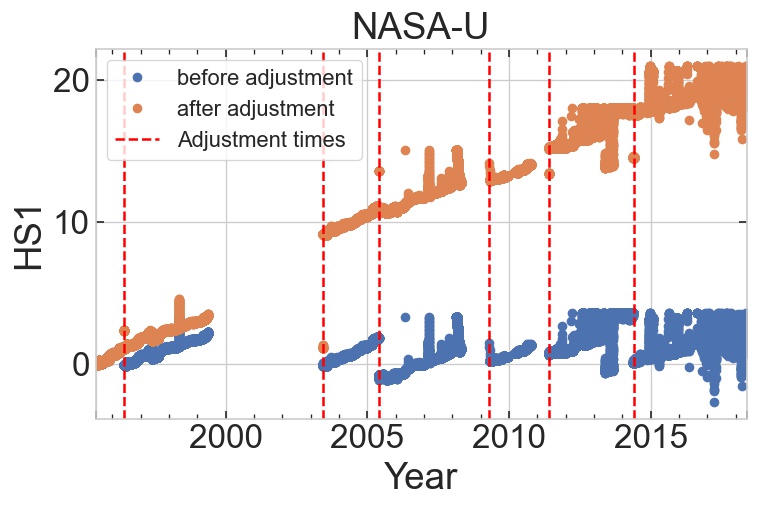 NASA-U
before adjustment
after adjustment
Adjustment times
20
10
0
HS1
2000 2005 2010 2015
Year